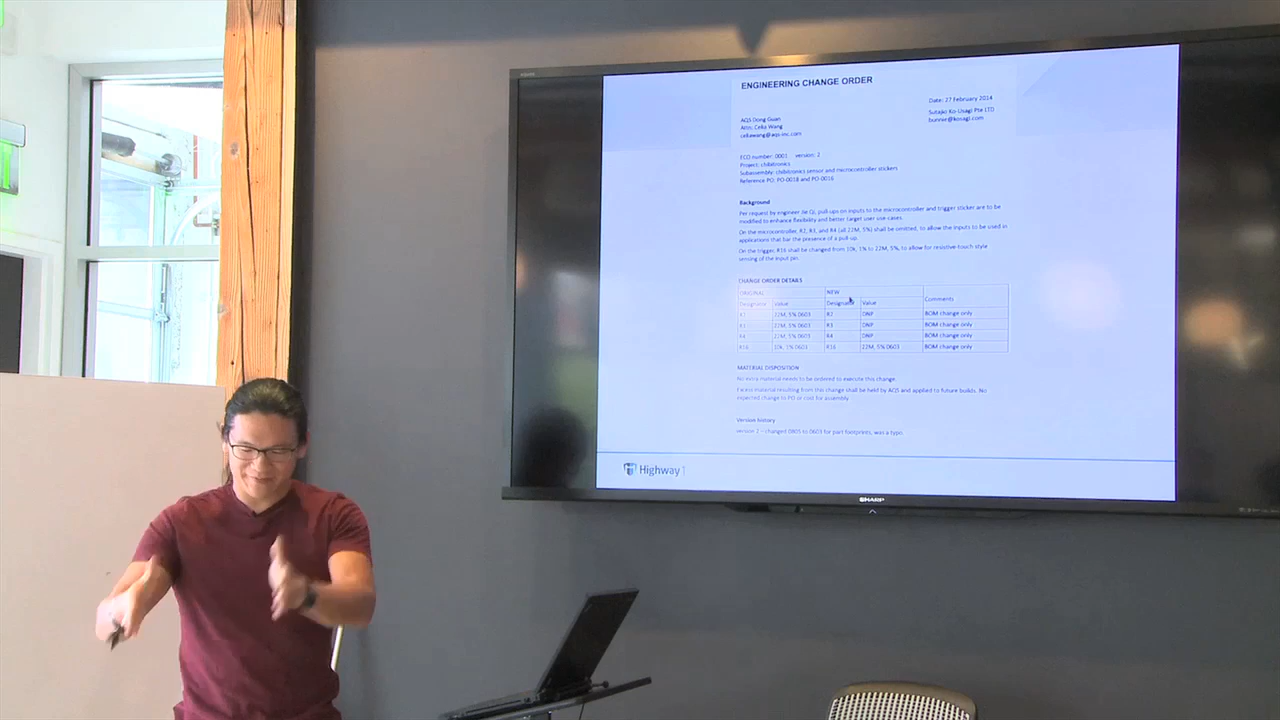 ENGINEERING CHANGE ORDER
Date: 27 February 2014
Sutajio Ko-Usagi Pte Ltd
bunnie@kosagi.com
AQS Dong Guan
Attn: Celia Wang
celiawang@aqs-inc.com
ECO number: 0001 version: 2
Project: chibitronics
Subassembly: chibitronics sensor and microcontroller stickers
Reference PO: PO-0018 and PO-0016
Background
Per request by engineer Jie Qi, pull-ups on inputs to the microcontroller and trigger sticker are to be
modified to enhance flexibility and better target user use cases.
On the microcontroller, R2, R3, and R4 (all 22M, 5%) shall be omitted, to allow the inputs to be used in
applications that bar the presence of a pull-up.
On the trigger, R16 shall be changed from 10k, 1% to 22M, 5%, to allow for resistive-touch style
sensing of the input pin.
CHANGE ORDER DETAILS
ORIGINAL NEW Comments
Designator Value Designator Value
22M, 5% 0603 R2 DNP BOM change only
R3 22M, 5% 0603 R3 DNP BOM change only
R4 22M, 5% 0603 R4 DNP BOM change only
R16 10k, 5% 0603 R16 22M, 5% 0603 BOM change only
MATERIAL DISPOSITION
No extra material needs to be ordered to execute this change.
Excess material resulting from this change shall be held by AQS and applied to future builds. No
expected change to PO or cost for assembly.
Version history
version 2 – changed 0805 to 0603 for part footprints, was a typo.
Highway1
SHARP